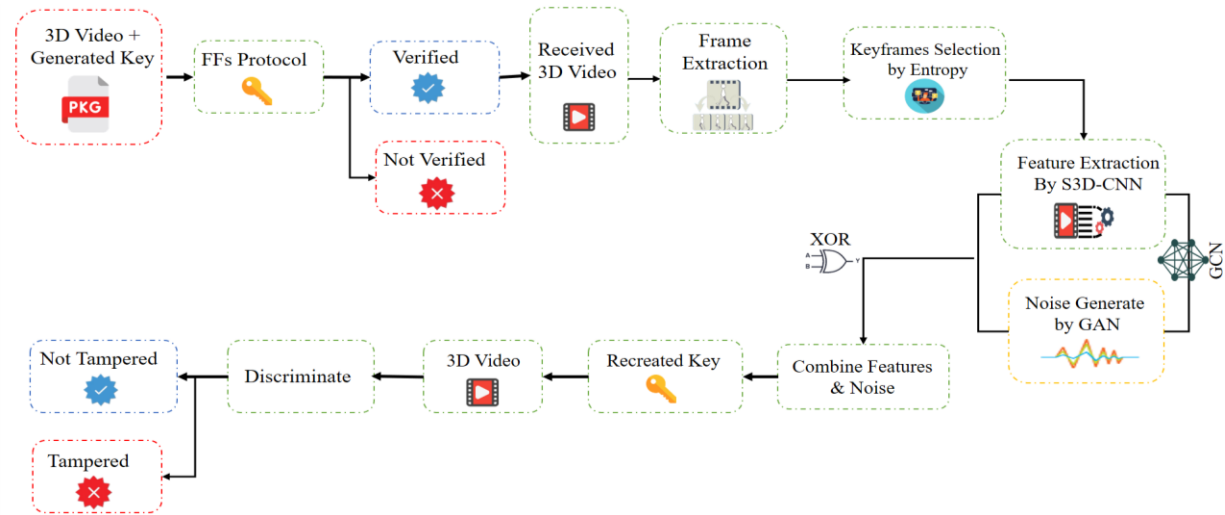 3D Video +
Generated Key
PKG
FFs Protocol
Verified
Not Verified
Received
3D Video
Frame
Extraction
Keyframes Selection
by Entropy
Feature Extraction
By S3D-CNN
GCN
Noise Generate
by GAN
XOR
A
B
Y
Combine Features
& Noise
Recreated Key
3D Video
Discriminate
Not Tampered
Tampered